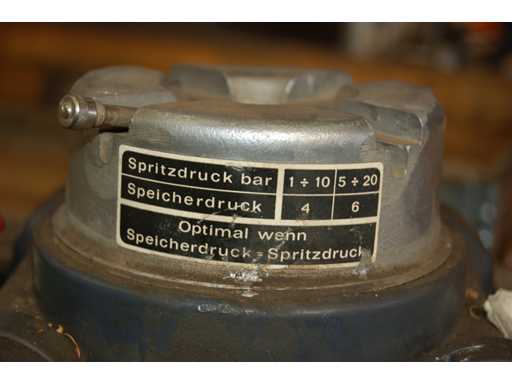 Spritzdruck bar 1÷10 5÷20
Speicherdruck 4 6
Optimal wenn
Speicherdruck = Spritzdruck